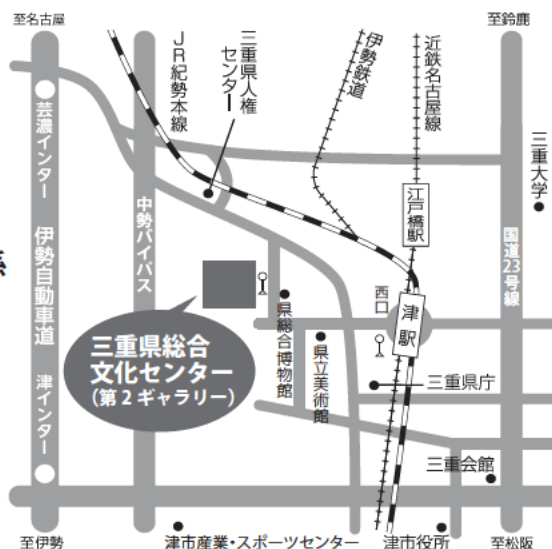 至名古屋
至鈴鹿
JR紀勢本線
三重県人権
センター
伊勢鉄道
近鉄名古屋線
芸濃インター
中勢バイパス
江戸橋駅
三重大学
国道23号線
伊勢自動車道
西口
津駅
県総合博物館
県立美術館
三重県総合
文化センター
(第2ギャラリー)
三重県庁
津インター
三重会館
至伊勢
津市産業・スポーツセンター
津市役所
至松阪